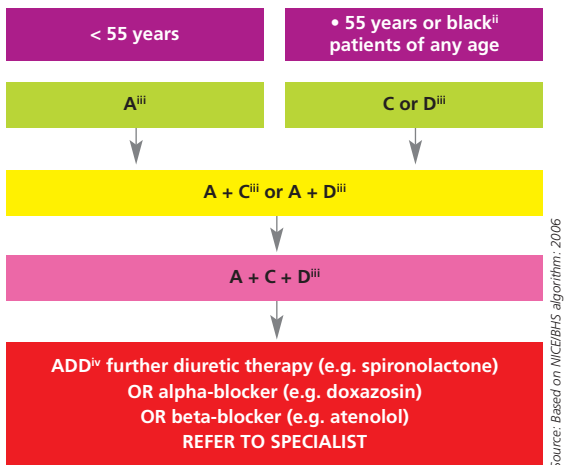 < 55 years
• 55 years or blackⁱⁱ
patients of any age
Aⁱⁱⁱ
C or Dⁱⁱⁱ
A + Cⁱⁱⁱ or A + Dⁱⁱⁱ
A + C + Dⁱⁱⁱ
ADDⁱᵛ further diuretic therapy (e.g. spironolactone)
OR alpha-blocker (e.g. doxazosin)
OR beta-blocker (e.g. atenolol)
REFER TO SPECIALIST
Source: Based on NICE/BHS algorithm: 2006